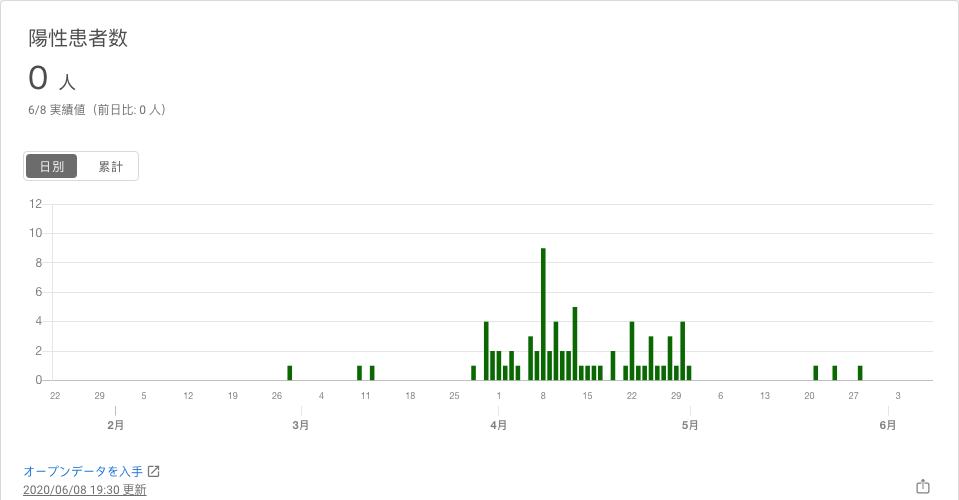 陽性患者数
0 人
6/8 実績値（前日比: 0 人）
日別 累計
12
10
8
6
4
2
0
22 29 5 12 19 26 4 11 18 25 1 8 15 22 29 6 13 20 27 3
2月 3月 4月 5月 6月
オープンデータを入手
2020/06/08 19:30 更新